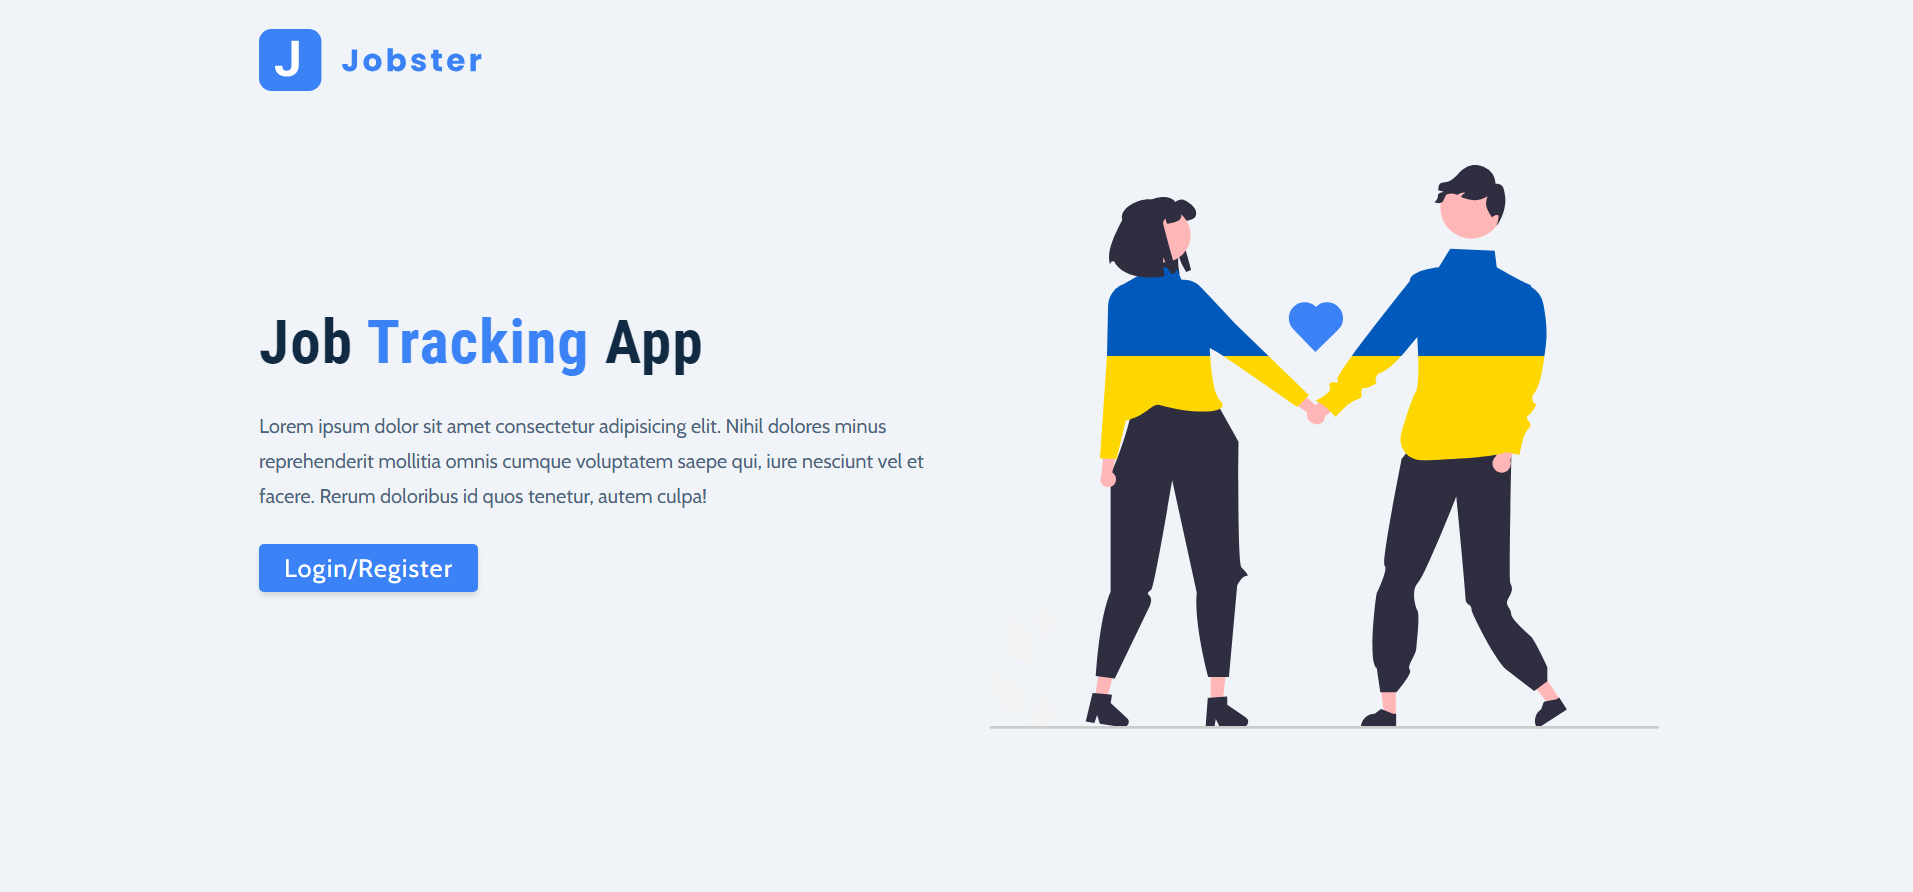 J Jobster
Job Tracking App
Lorem ipsum dolor sit amet consectetur adipisicing elit. Nihil dolores minus
reprehenderit mollitia omnis cumque voluptatem saepe qui, iure nesciunt vel et
facere. Rerum doloribus id quos tenetur, autem culpa!
Login/Register